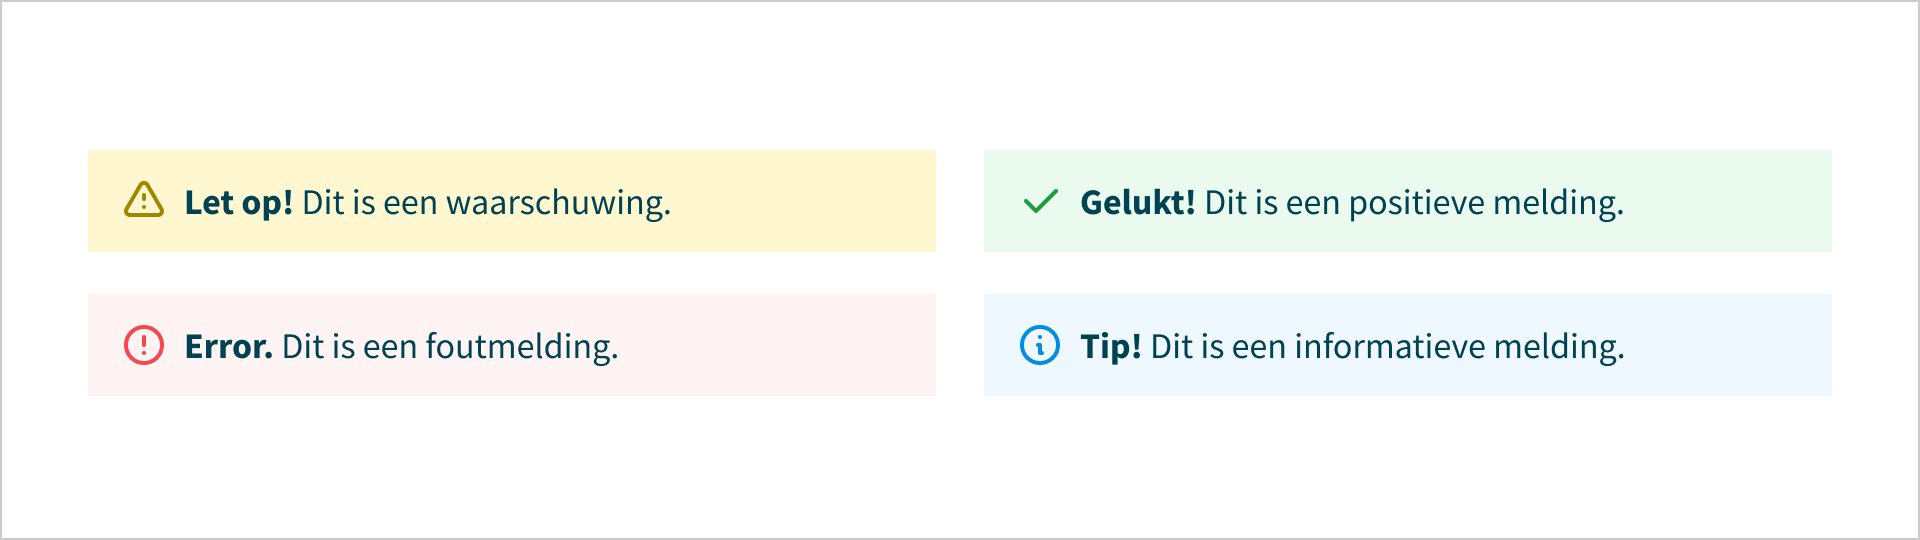 Let op! Dit is een waarschuwing.
Gelukt! Dit is een positieve melding.
Error. Dit is een foutmelding.
Tip! Dit is een informatieve melding.